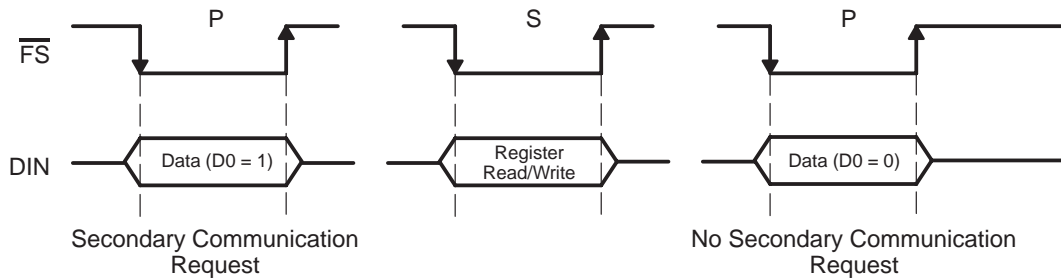 P
S
P
FS
DIN
Data (D0 = 1)
Register
Read/Write
Data (D0 = 0)
Secondary Communication
Request
No Secondary Communication
Request